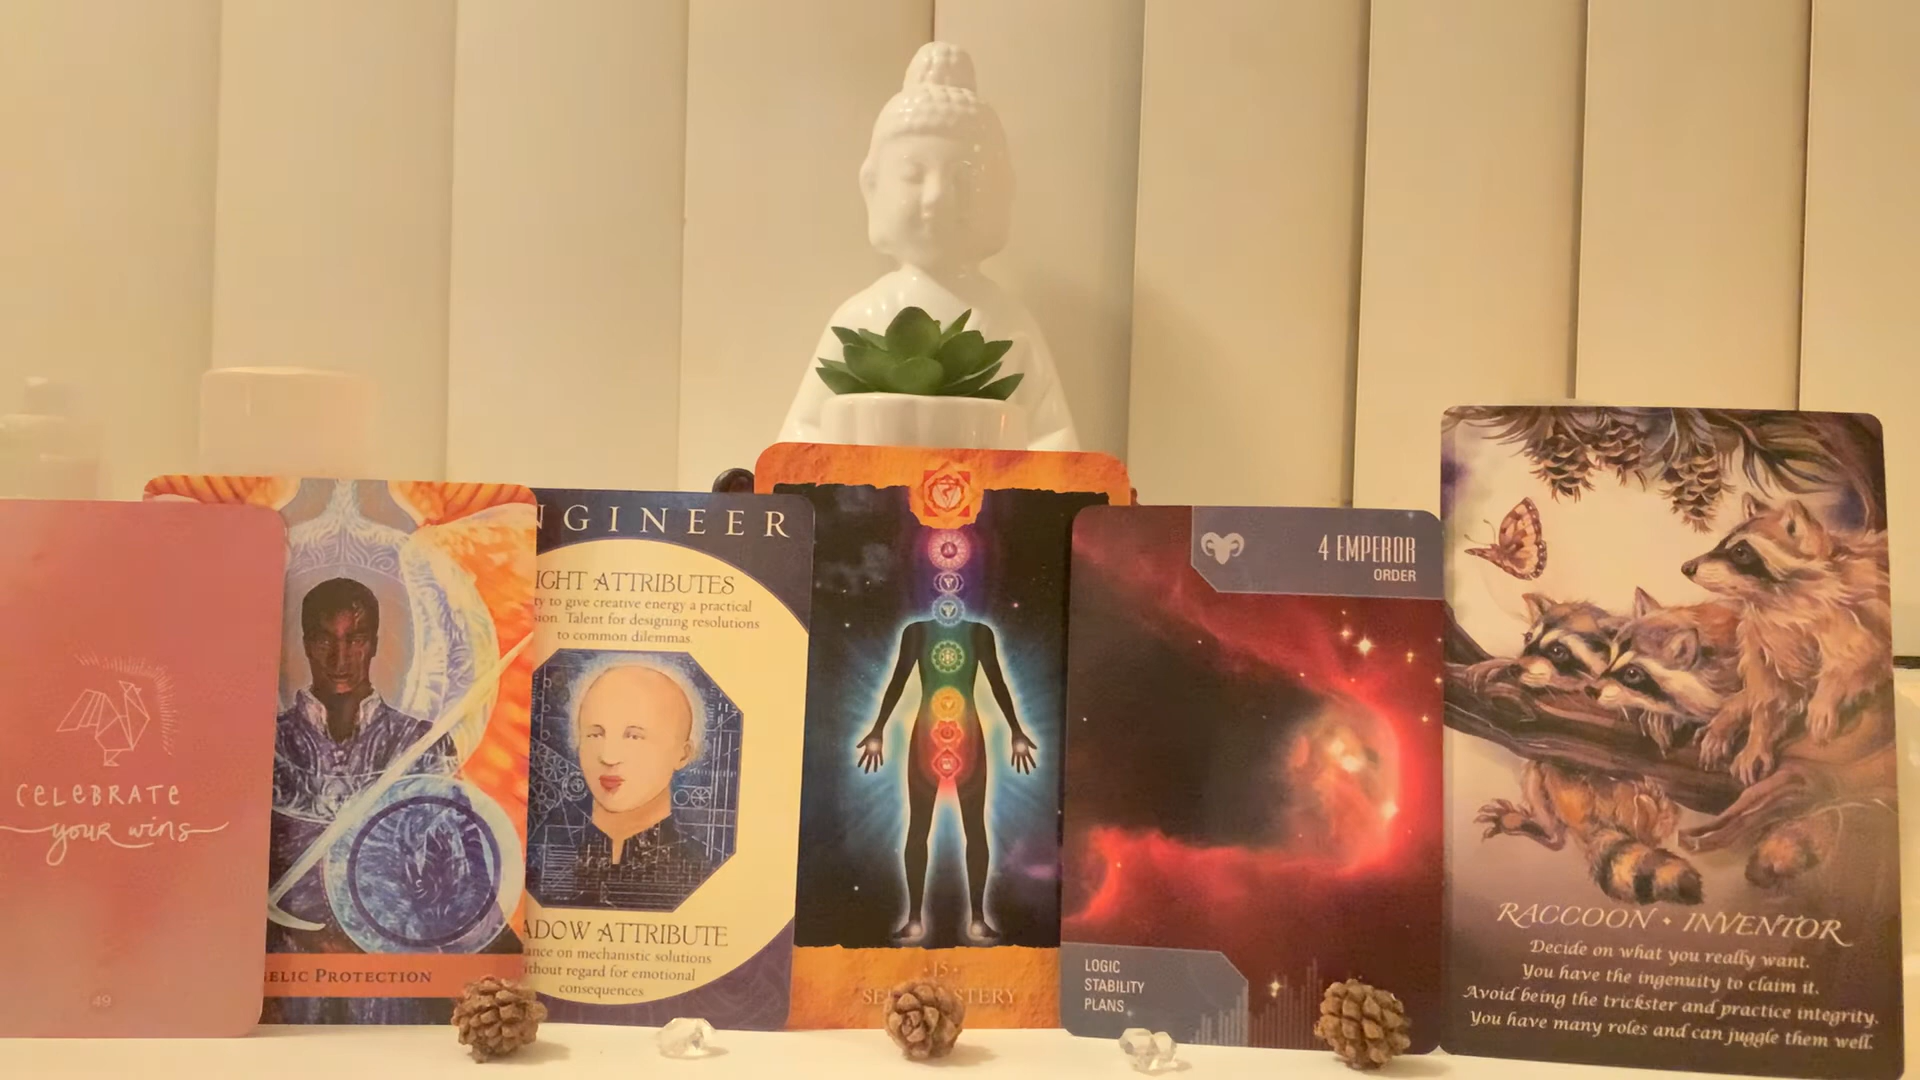 CELEBRATE
your wins
49
ELIC PROTECTION
NGINEER
IGHT ATTRIBUTES
ty to give creative energy a practical
sion. Talent for designing resolutions
to common dilemmas.
ADOW ATTRIBUTE
ance on mechanistic solutions
ithout regard for emotional
consequences
15
4 EMPEROR
ORDER
LOGIC
STABILITY
PLANS
RACCOON • INVENTOR
Decide on what you really want.
You have the ingenuity to claim it.
Avoid being the trickster and practice integrity.
You have many roles and can juggle them well.